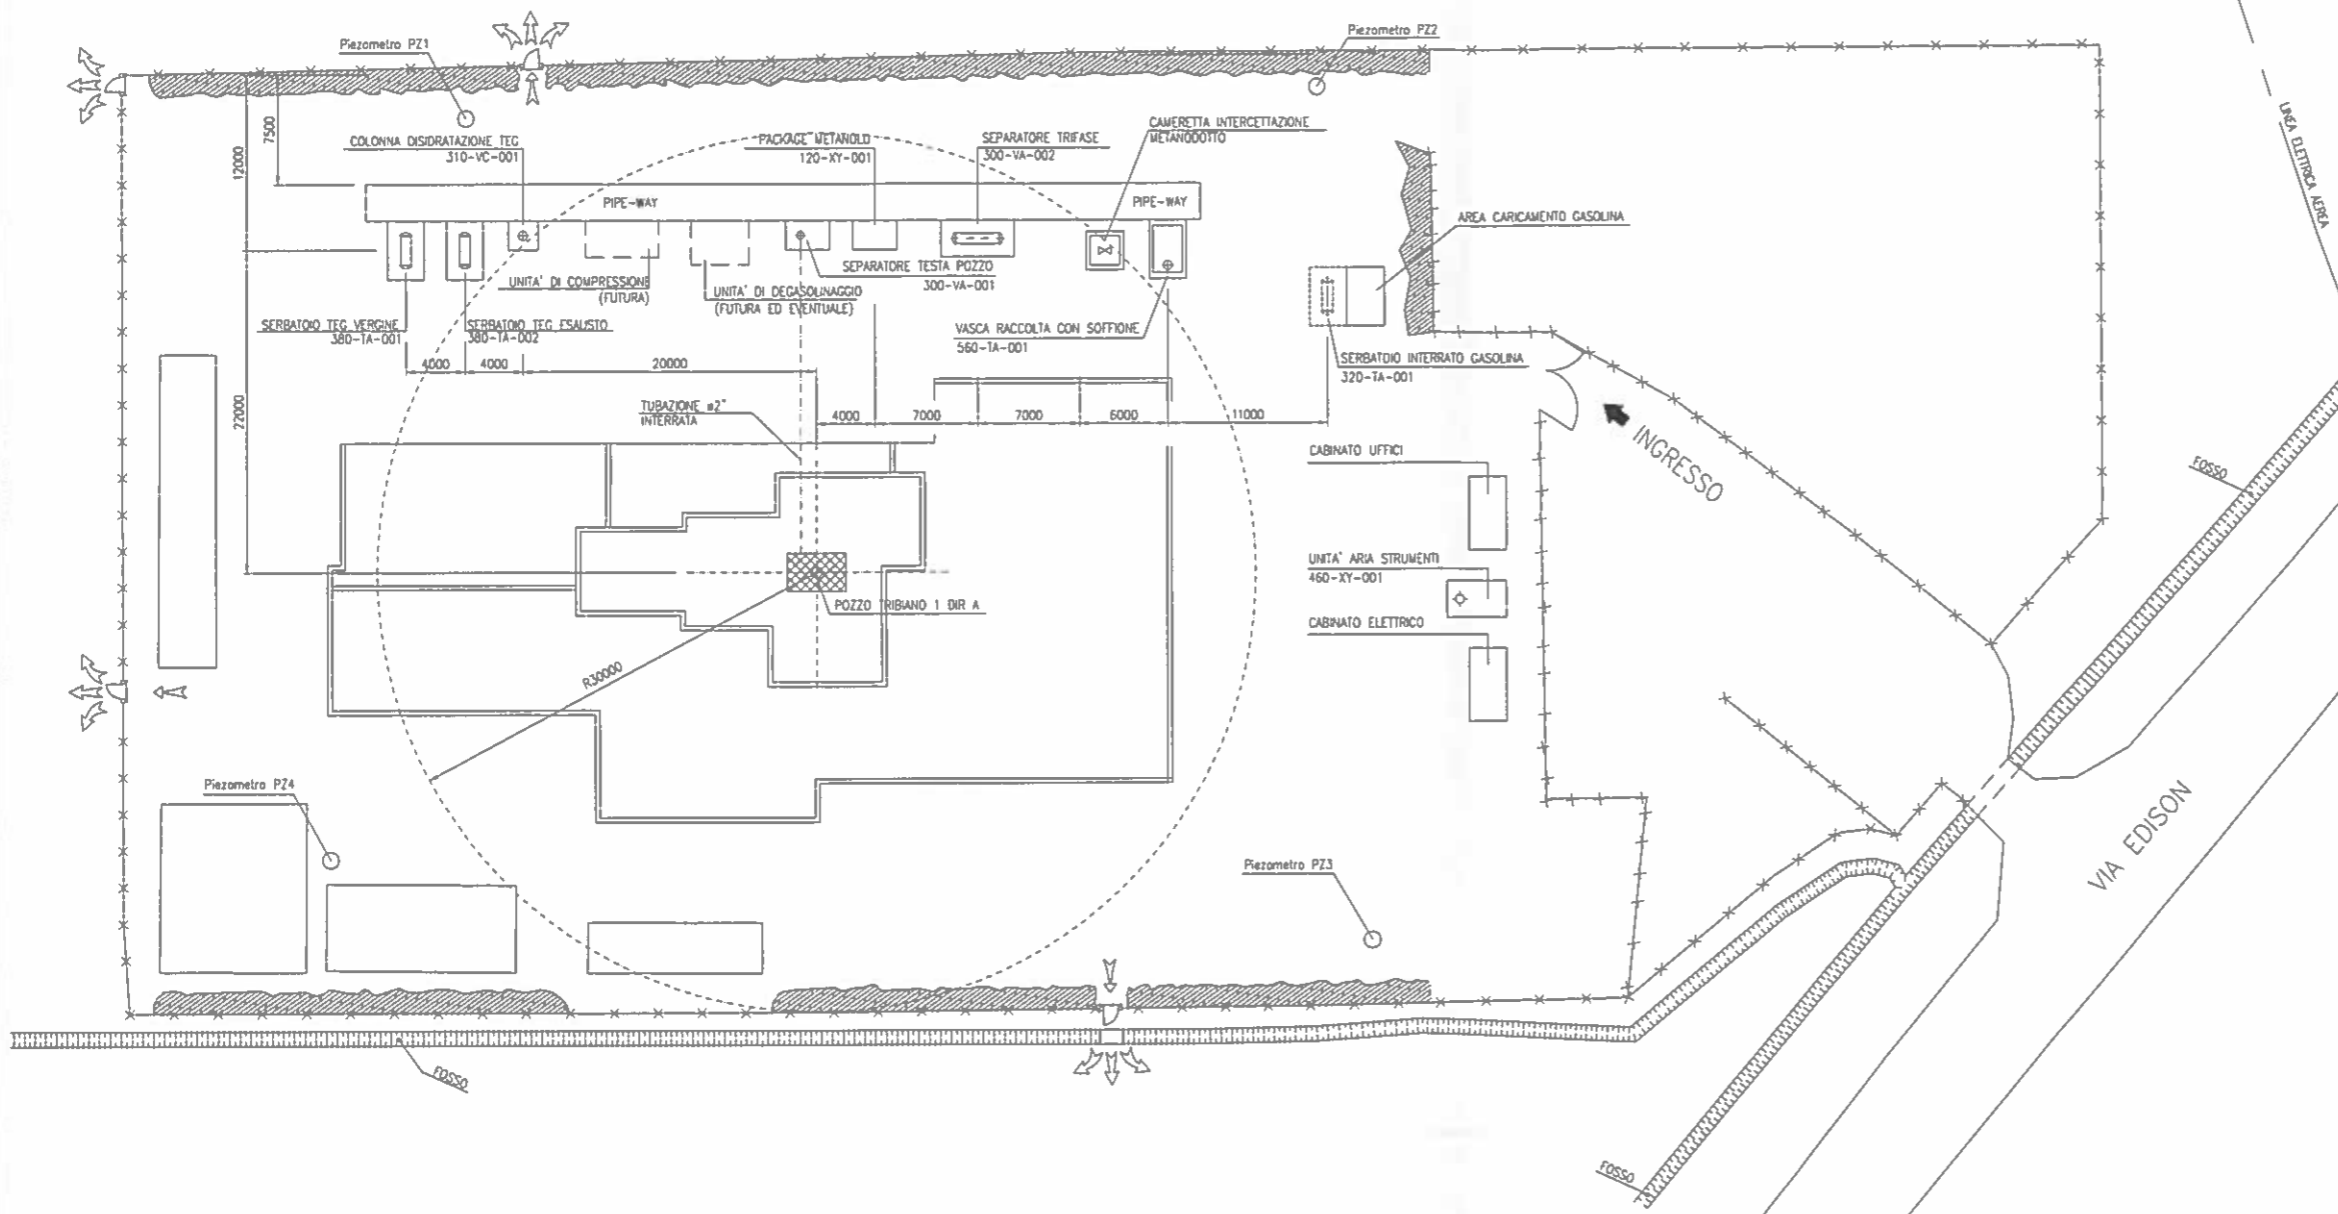 Piezometro PZ1
Piezometro PZ2
LINEA ELETTRICA AEREA
7500
12000
COLONNA DISIDRATAZIONE TEG
310-VC-001
PACKAGE METANOLO
120-XY-001
SEPARATORE TRIFASE
300-VA-002
CAMERETTA INTERCETTAZIONE
METANODOTTO
PIPE-WAY
PIPE-WAY
AREA CARICAMENTO GASOLINA
UNITA' DI COMPRESSIONE
(FUTURA)
UNITA' DI DEGASOLINAGGIO
(FUTURA ED EVENTUALE)
SEPARATORE TESTA POZZO
300-VA-001
SERBATOIO TEG VERGINE
380-TA-001
SERBATOIO TEG ESAUSTO
380-TA-002
VASCA RACCOLTA CON SOFFIONE
560-TA-001
SERBATOIO INTERRATO GASOLINA
320-TA-001
4000
4000
20000
22000
TUBAZIONE ø2"
INTERRATA
4000
7000
7000
6000
11000
INGRESSO
CABINATO UFFICI
FOSSO
UNITA' ARIA STRUMENTI
460-XY-001
POZZO TRIBIANO 1 DIR A
CABINATO ELETTRICO
R30000
Piezometro PZ4
Piezometro PZ3
VIA EDISON
FOSSO
FOSSO